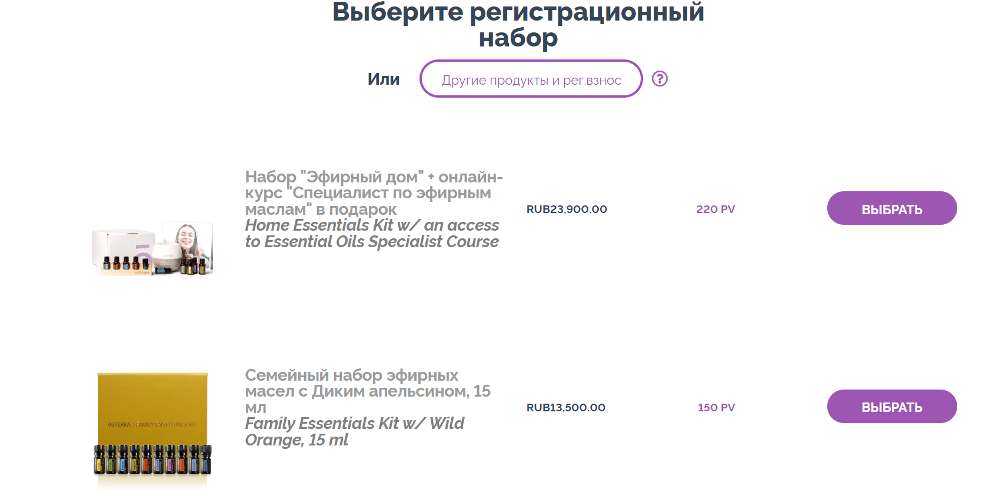 Выберите регистрационный
набор
Или
Другие продукты и рег.взнос
?
Набор "Эфирный дом" + онлайн-
курс "Специалист по эфирным
маслам" в подарок
Home Essentials Kit w/ an access
to Essential Oils Specialist Course
RUB23,900.00
220 PV
ВЫБРАТЬ
dōTERRA
Семейный набор эфирных
масел с Диким апельсином, 15
мл
Family Essentials Kit w/ Wild
Orange, 15 ml
RUB13,500.00
150 PV
ВЫБРАТЬ
dōTERRA | FAMILY ESSENTIALS KIT